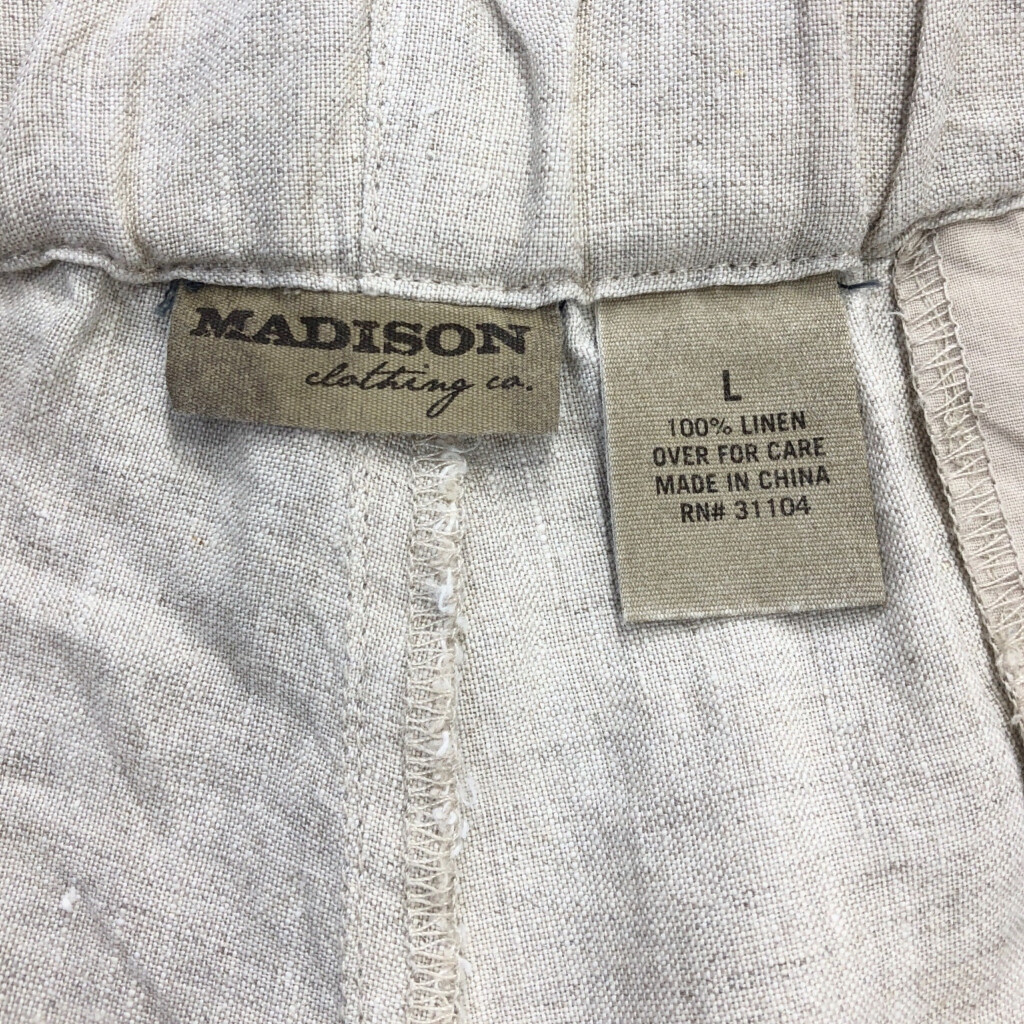 MADISON
clothing co.
L
100% LINEN
OVER FOR CARE
MADE IN CHINA
RN# 31104